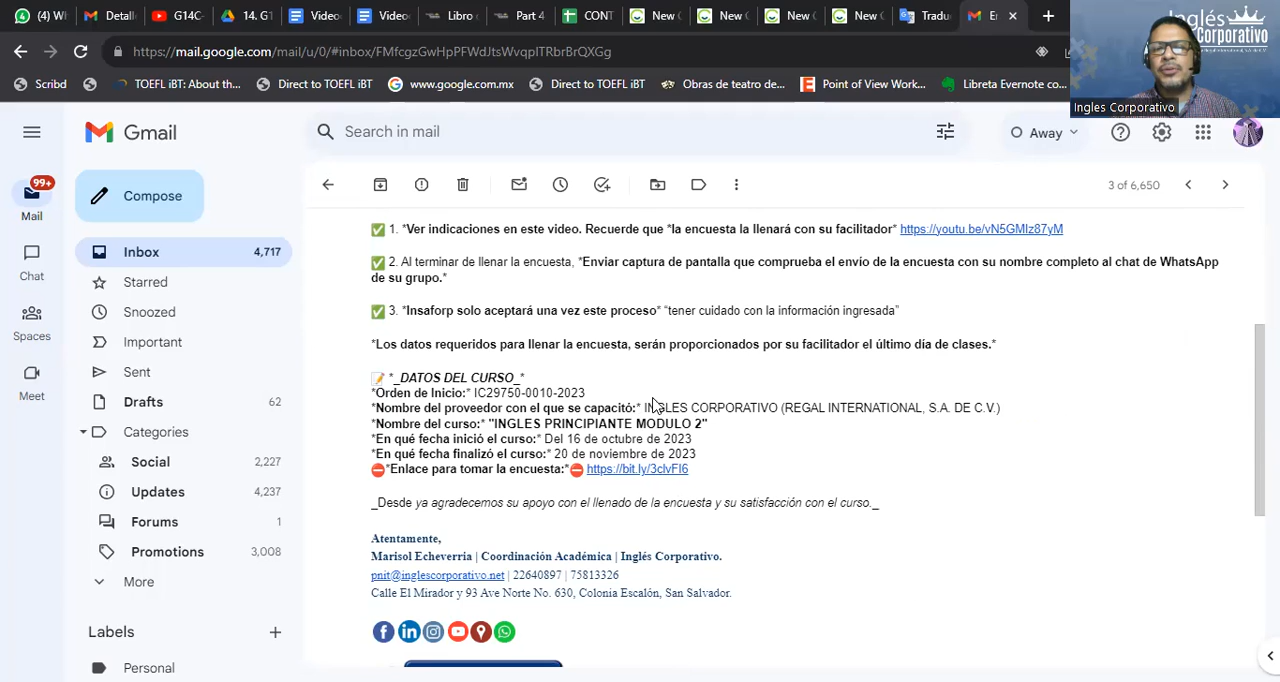 W
Detalle
G14C-
14. G1
Video
Video
Libro
Part 4
CONT
New
New
New
New
Tradu
E
https://mail.google.com/mail/u/0/#inbox/FMfcgzGwHpPFWdJtsWvqpITRbrBrQXGg
Scribd
TOEFL iBT: About th...
Direct to TOEFL iBT
www.google.com.mx
Direct to TOEFL iBT
Obras de teatro de...
Point of View Work...
Libreta Evernote co...
Inglés
Corporativo
Ingles Corporativo
Gmail
Search in mail
Away
99+
Mail
Chat
Spaces
Meet
Compose
Inbox 4,717
Starred
Snoozed
Important
Sent
Drafts 62
Categories
Social 2,227
Updates 4,237
Forums 1
Promotions 3,008
More
Labels
Personal
3 of 6,650
✅ 1. *Ver indicaciones en este video. Recuerde que *la encuesta la llenará con su facilitador* https://youtu.be/vN5GMIz87yM
✅ 2. Al terminar de llenar la encuesta, *Enviar captura de pantalla que comprueba el envío de la encuesta con su nombre completo al chat de WhatsApp
de su grupo.*
✅ 3. *Insaforp solo aceptará una vez este proceso* “tener cuidado con la información ingresada”
*Los datos requeridos para llenar la encuesta, serán proporcionados por su facilitador el último día de clases.*
📝 *_DATOS DEL CURSO_*
*Orden de Inicio:* IC29750-0010-2023
*Nombre del proveedor con el que se capacitó:* INGLES CORPORATIVO (REGAL INTERNATIONAL, S.A. DE C.V.)
*Nombre del curso:* "INGLES PRINCIPIANTE MODULO 2"
*En qué fecha inició el curso:* Del 16 de octubre de 2023
*En qué fecha finalizó el curso:* 20 de noviembre de 2023
⛔*Enlace para tomar la encuesta:*⛔ https://bit.ly/3clvFI6
_Desde ya agradecemos su apoyo con el llenado de la encuesta y su satisfacción con el curso._
Atentamente,
Marisol Echeverria | Coordinación Académica | Inglés Corporativo.
pnit@inglescorporativo.net | 22640897 | 75813326
Calle El Mirador y 93 Ave Norte No. 630, Colonia Escalón, San Salvador.